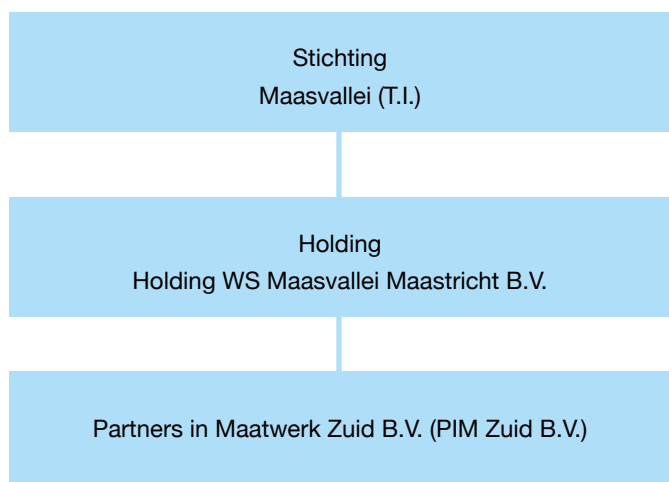 Stichting
Maasvallei (T.I.)
Holding
Holding WS Maasvallei Maastricht B.V.
Partners in Maatwerk Zuid B.V. (PIM Zuid B.V.)